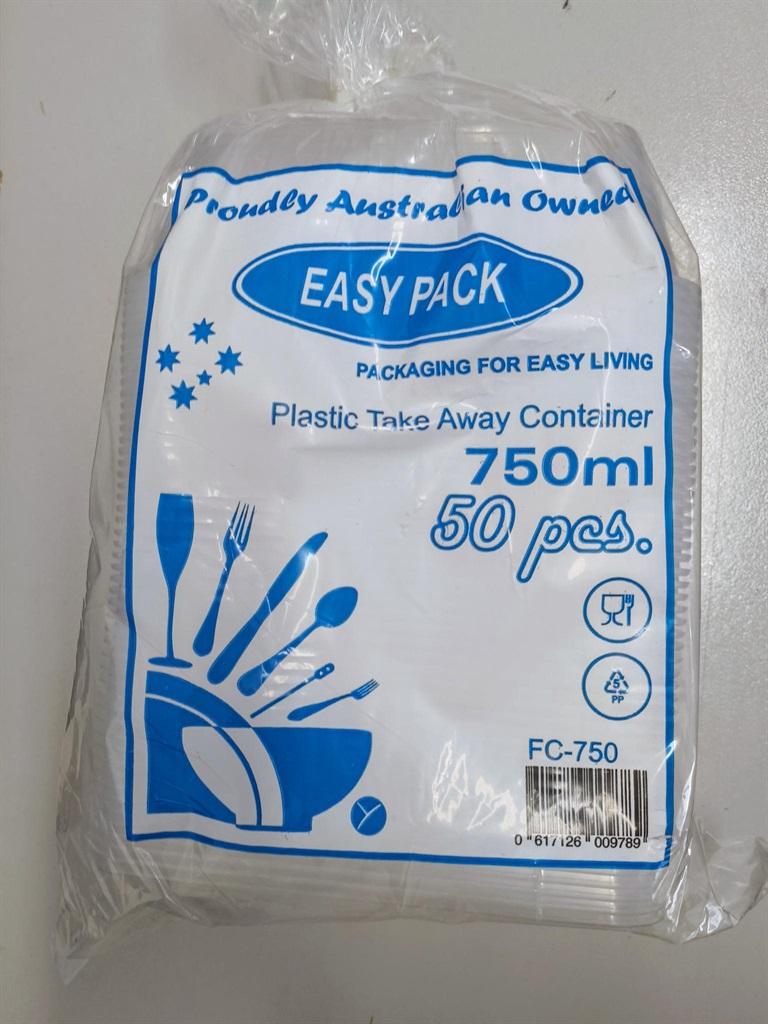 Proudly Australian Owned
EASY PACK
PACKAGING FOR EASY LIVING
Plastic Take Away Container
750ml
50 pcs.
5
PP
FC-750
0 617126 009789